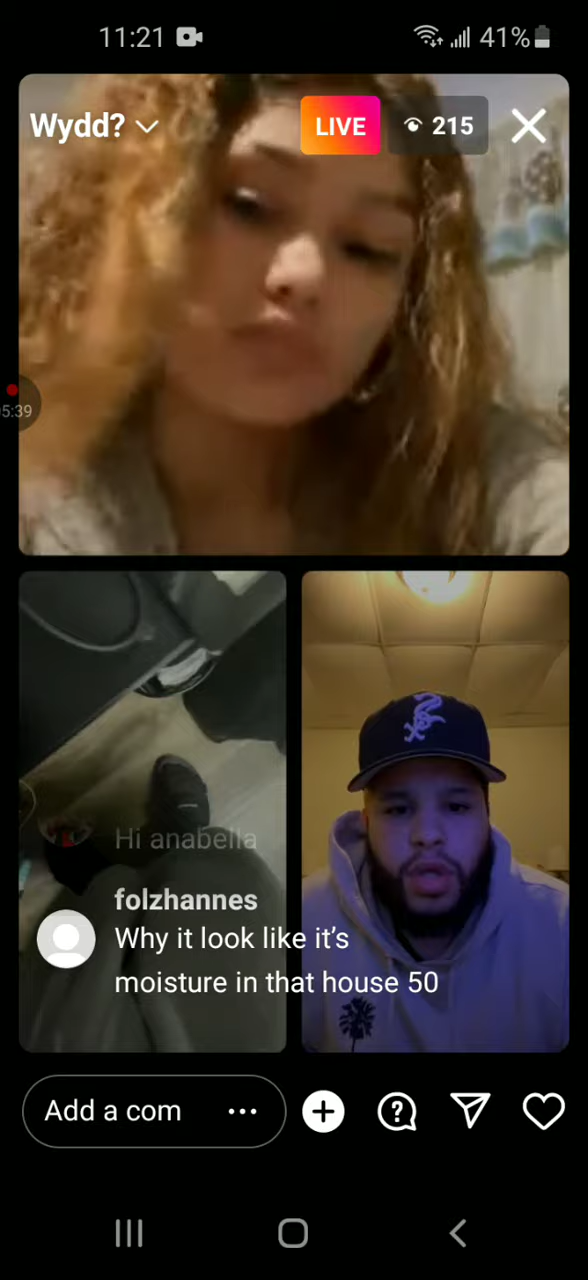 11:21 41%
Wydd? LIVE 215
5:39
Hi anabella
folzhannes
Why it look like it's
moisture in that house 50
Add a com